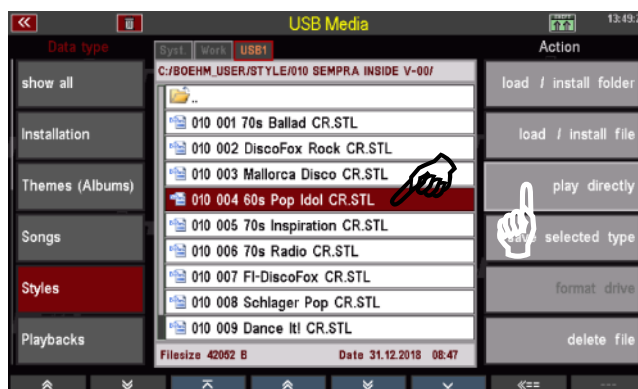 USB Media
13:49:2
Data type
Syst. Work USB1
Action
C:/BOEHM_USER/STYLE/010 SEMPRA INSIDE V-00/
show all
Installation
Themes (Albums)
Songs
Styles
Playbacks
..
010 001 70s Ballad CR.STL
010 002 DiscoFox Rock CR.STL
010 003 Mallorca Disco CR.STL
010 004 60s Pop Idol CR.STL
010 005 70s Inspiration CR.STL
010 006 70s Radio CR.STL
010 007 FI-DiscoFox CR.STL
010 008 Schlager Pop CR.STL
010 009 Dance It! CR.STL
Filesize 42052 B Date 31.12.2018 08:47
load / install folder
load / install file
play directly
save selected type
format drive
delete file